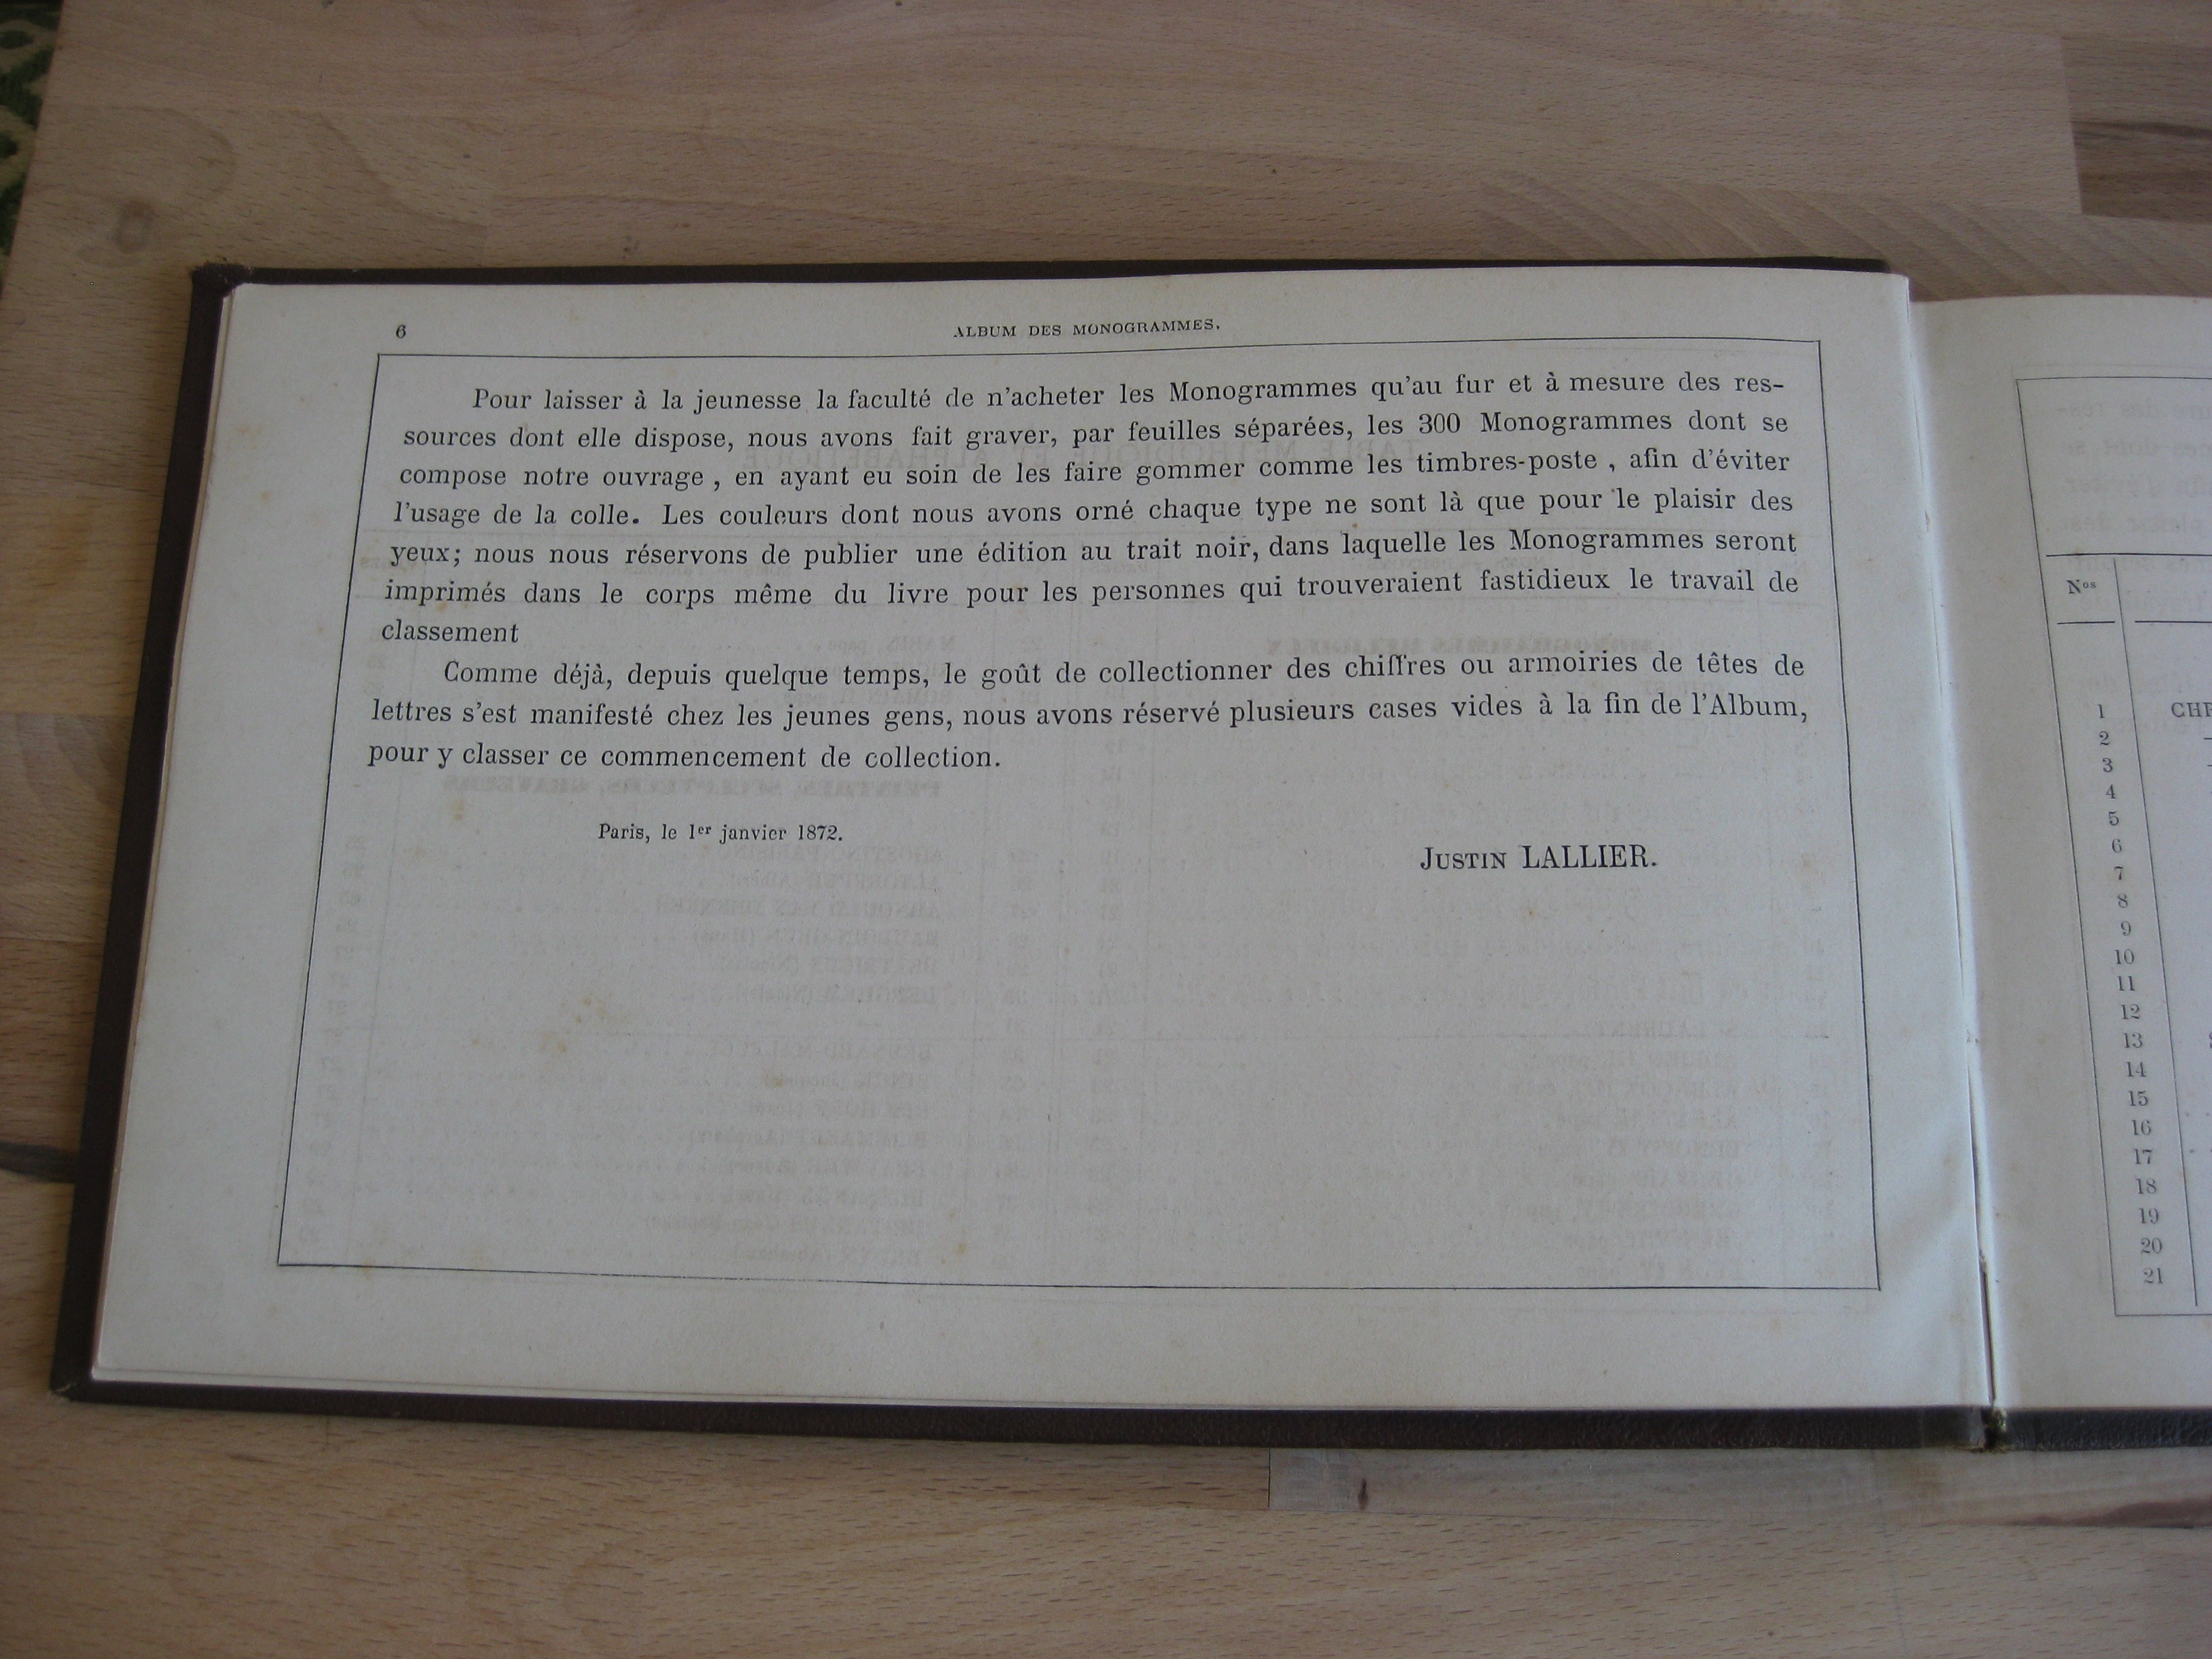 6
ALBUM DES MONOGRAMMES.
Pour laisser à la jeunesse la faculté de n'acheter les Monogrammes qu'au fur et à mesure des res-
sources dont elle dispose, nous avons fait graver, par feuilles séparées, les 300 Monogrammes dont se
compose notre ouvrage , en ayant eu soin de les faire gommer comme les timbres-poste , afin d'éviter
l'usage de la colle. Les couleurs dont nous avons orné chaque type ne sont là que pour le plaisir des
yeux; nous nous réservons de publier une édition au trait noir, dans laquelle les Monogrammes seront
imprimés dans le corps même du livre pour les personnes qui trouveraient fastidieux le travail de
classement
Comme déjà, depuis quelque temps, le goût de collectionner des chiffres ou armoiries de têtes de
lettres s'est manifesté chez les jeunes gens, nous avons réservé plusieurs cases vides à la fin de l'Album,
pour y classer ce commencement de collection.
Paris, le 1er janvier 1872.
Justin LALLIER.
Nos
1
2
3
4
5
6
7
8
9
10
11
12
13
14
15
16
17
18
19
20
21